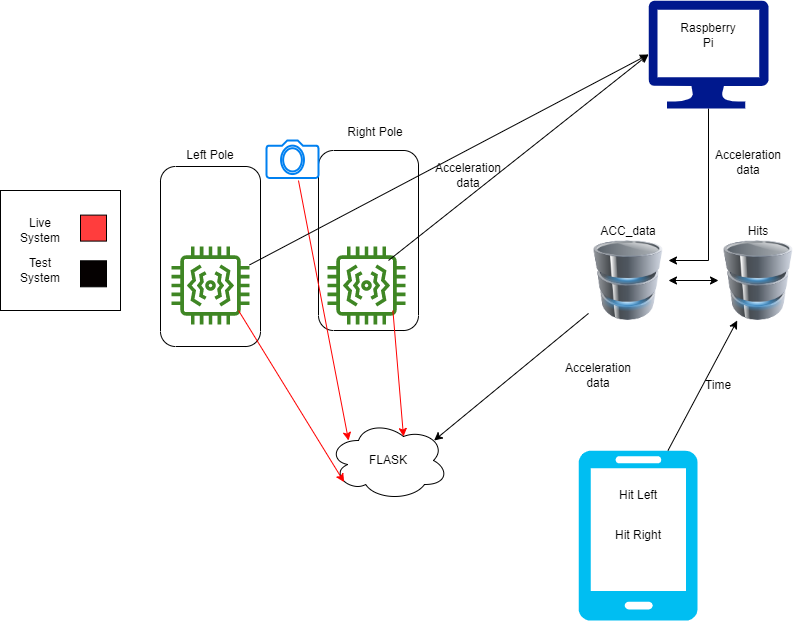 Raspberry
Pi
Right Pole
Left Pole
Acceleration
data
Acceleration
data
Live
System
Test
System
ACC_data
Hits
Acceleration
data
Time
FLASK
Hit Left
Hit Right